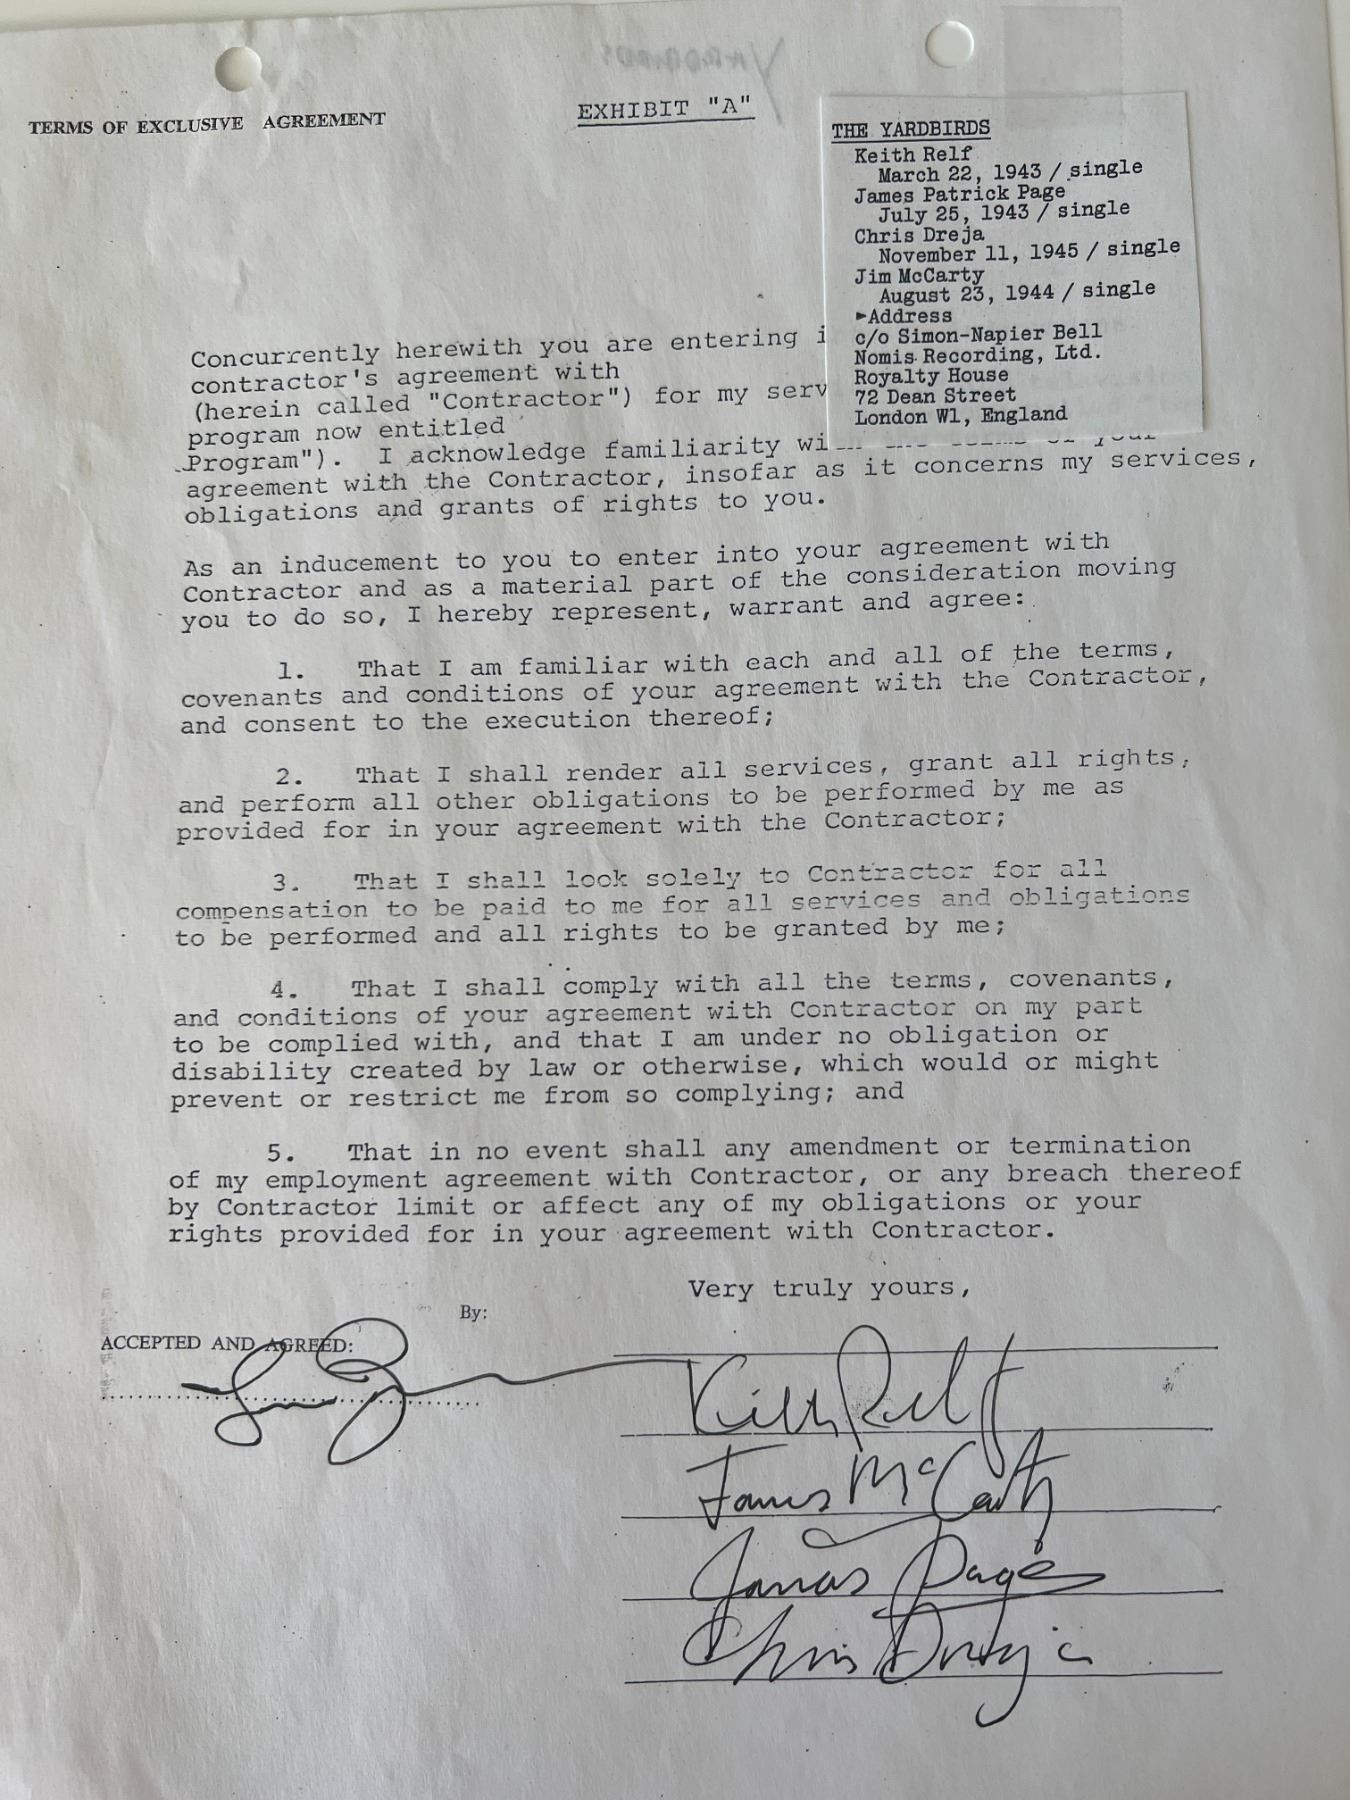 TERMS OF EXCLUSIVE AGREEMENT
EXHIBIT "A"
THE YARDBIRDS
Keith Relf
March 22, 1943 / single
James Patrick Page
July 25, 1943 / single
Chris Dreja
November 11, 1945 / single
Jim McCarty
August 23, 1944 / single
►Address
c/o Simon-Napier Bell
Nomis Recording, Ltd.
Royalty House
72 Dean Street
London W1, England
Concurrently herewith you are entering i
contractor's agreement with
(herein called "Contractor") for my serv
program now entitled
Program"). I acknowledge familiarity wi
agreement with the Contractor, insofar as it concerns my services,
obligations and grants of rights to you.
As an inducement to you to enter into your agreement with
Contractor and as a material part of the consideration moving
you to do so, I hereby represent, warrant and agree:
1. That I am familiar with each and all of the terms,
covenants and conditions of your agreement with the Contractor,
and consent to the execution thereof;
2. That I shall render all services, grant all rights,
and perform all other obligations to be performed by me as
provided for in your agreement with the Contractor;
3. That I shall look solely to Contractor for all
compensation to be paid to me for all services and obligations
to be performed and all rights to be granted by me;
4. That I shall comply with all the terms, covenants,
and conditions of your agreement with Contractor on my part
to be complied with, and that I am under no obligation or
disability created by law or otherwise, which would or might
prevent or restrict me from so complying; and
5. That in no event shall any amendment or termination
of my employment agreement with Contractor, or any breach thereof
by Contractor limit or affect any of my obligations or your
rights provided for in your agreement with Contractor.
Very truly yours,
By:
ACCEPTED AND AGREED:
Keith Relf
James McCarty
James Page
Chris Dreja